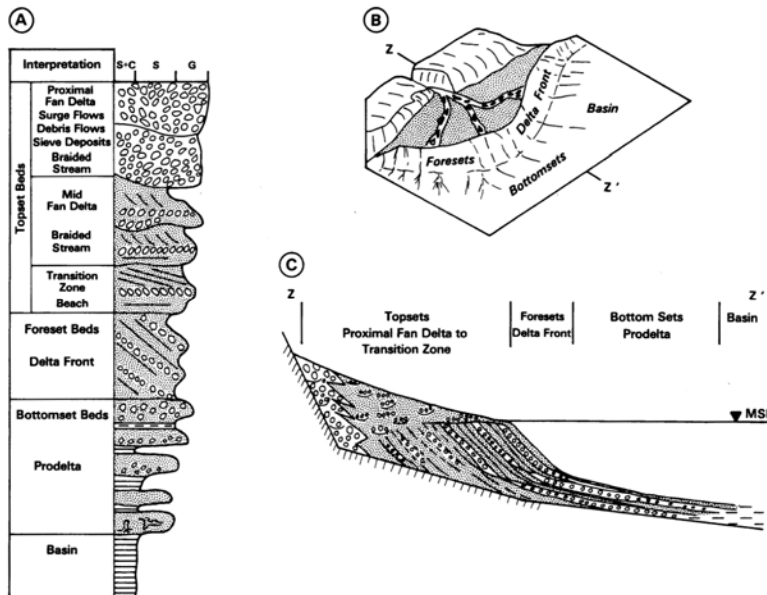 A
Interpretation
S+C S G
Topset Beds
Proximal
Fan Delta
Surge Flows
Debris Flows
Sieve Deposits
Braided
Stream
Mid
Fan Delta
Braided
Stream
Transition
Zone
Beach
Foreset Beds
Delta Front
Bottomset Beds
Prodelta
Basin
B
Z
Delta Front
Basin
Foresets
Bottomsets
Z'
C
Z
Z'
Topsets
Proximal Fan Delta to
Transition Zone
Foresets
Delta Front
Bottom Sets
Prodelta
Basin
MS